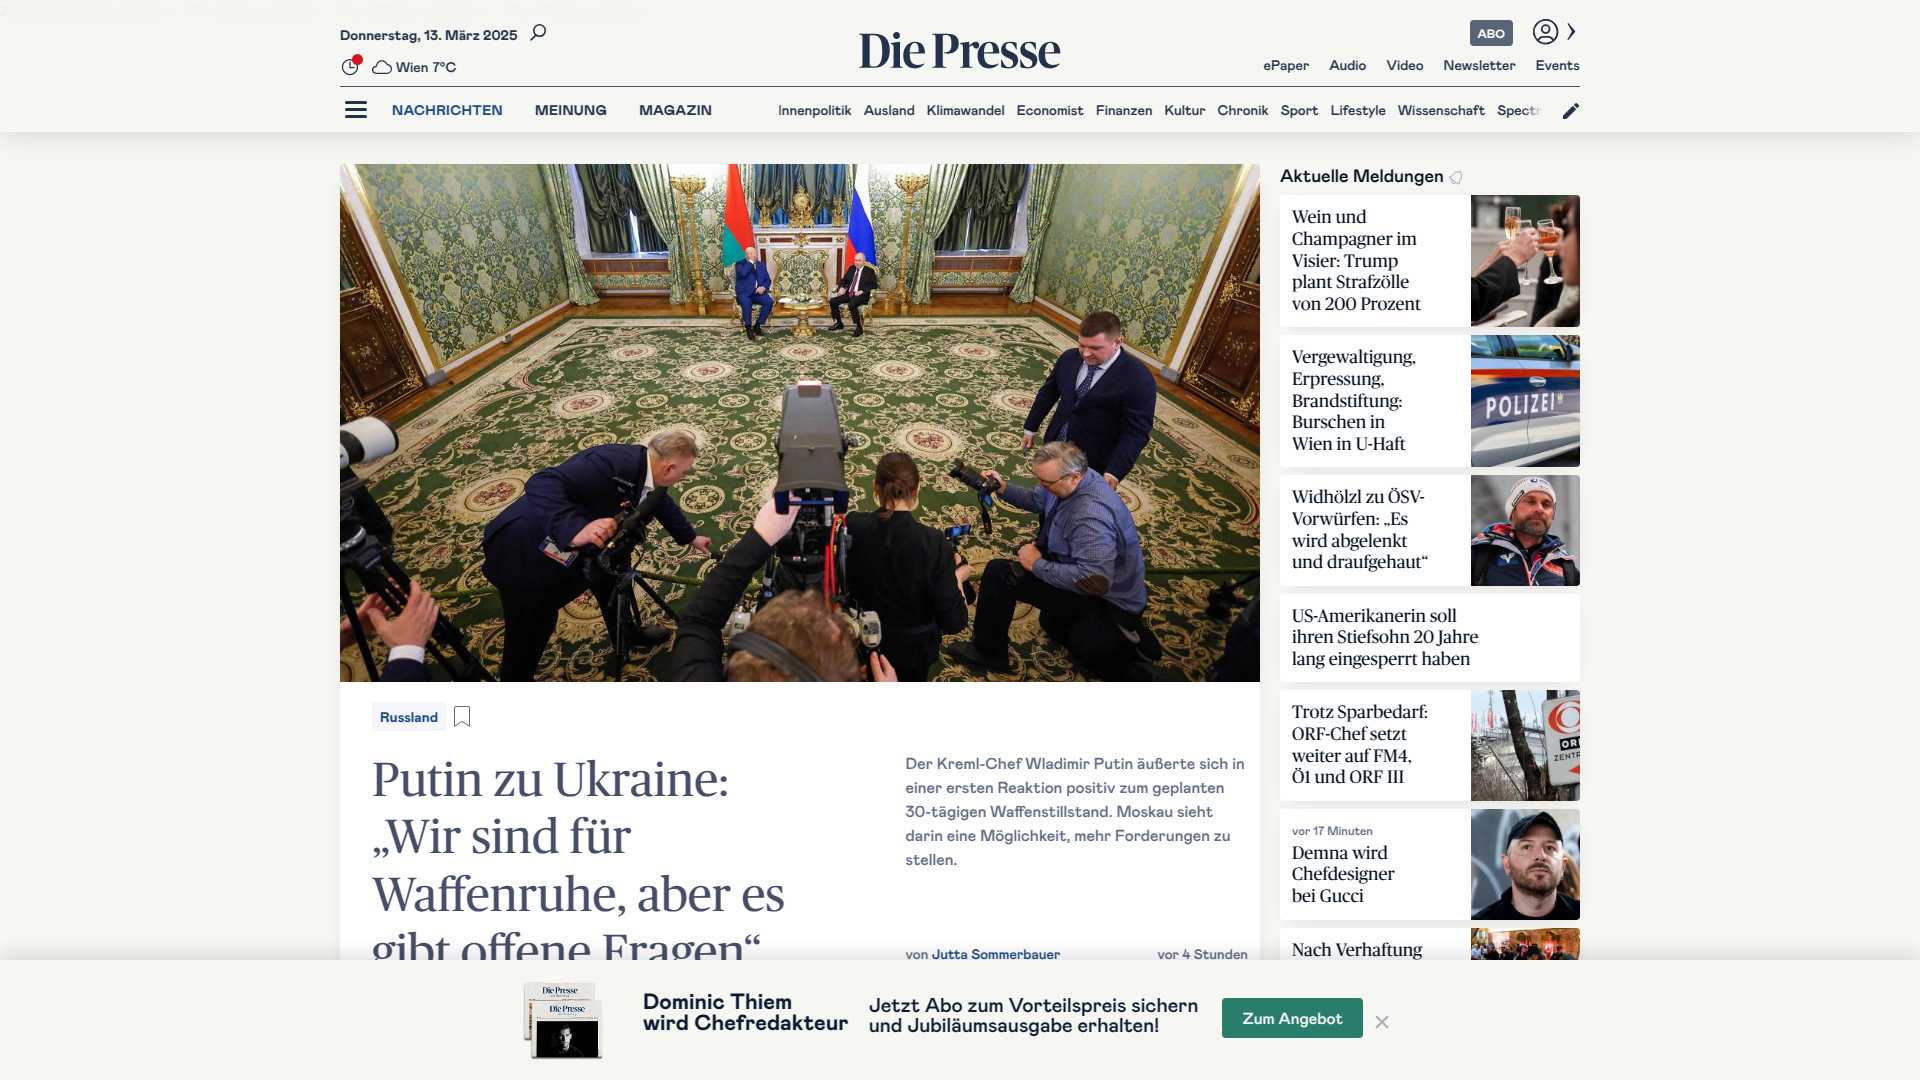 Donnerstag, 13. März 2025
Die Presse
ABO
Wien 7°C
ePaper Audio Video Newsletter Events
NACHRICHTEN MEINUNG MAGAZIN
Innenpolitik Ausland Klimawandel Economist Finanzen Kultur Chronik Sport Lifestyle Wissenschaft
Russland
Putin zu Ukraine:
„Wir sind für
Waffenruhe, aber es
gibt offene Fragen“
Der Kreml-Chef Wladimir Putin äußerte sich in
einer ersten Reaktion positiv zum geplanten
30-tägigen Waffenstillstand. Moskau sieht
darin eine Möglichkeit, mehr Forderungen zu
stellen.
von Jutta Sommerbauer
vor 4 Stunden
Aktuelle Meldungen
Wein und
Champagner im
Visier: Trump
plant Strafzölle
von 200 Prozent
Vergewaltigung,
Erpressung,
Brandstiftung:
Burschen in
Wien in U-Haft
POLIZEI
Widhölzl zu ÖSV-
Vorwürfen: „Es
wird abgelenkt
und draufgehaut“
US-Amerikanerin soll
ihren Stiefsohn 20 Jahre
lang eingesperrt haben
Trotz Sparbedarf:
ORF-Chef setzt
weiter auf FM4,
Ö1 und ORF III
vor 17 Minuten
Demna wird
Chefdesigner
bei Gucci
Nach Verhaftung
Die Presse
Die Presse
Dominic Thiem
wird Chefredakteur
Jetzt Abo zum Vorteilspreis sichern
und Jubiläumsausgabe erhalten!
Zum Angebot